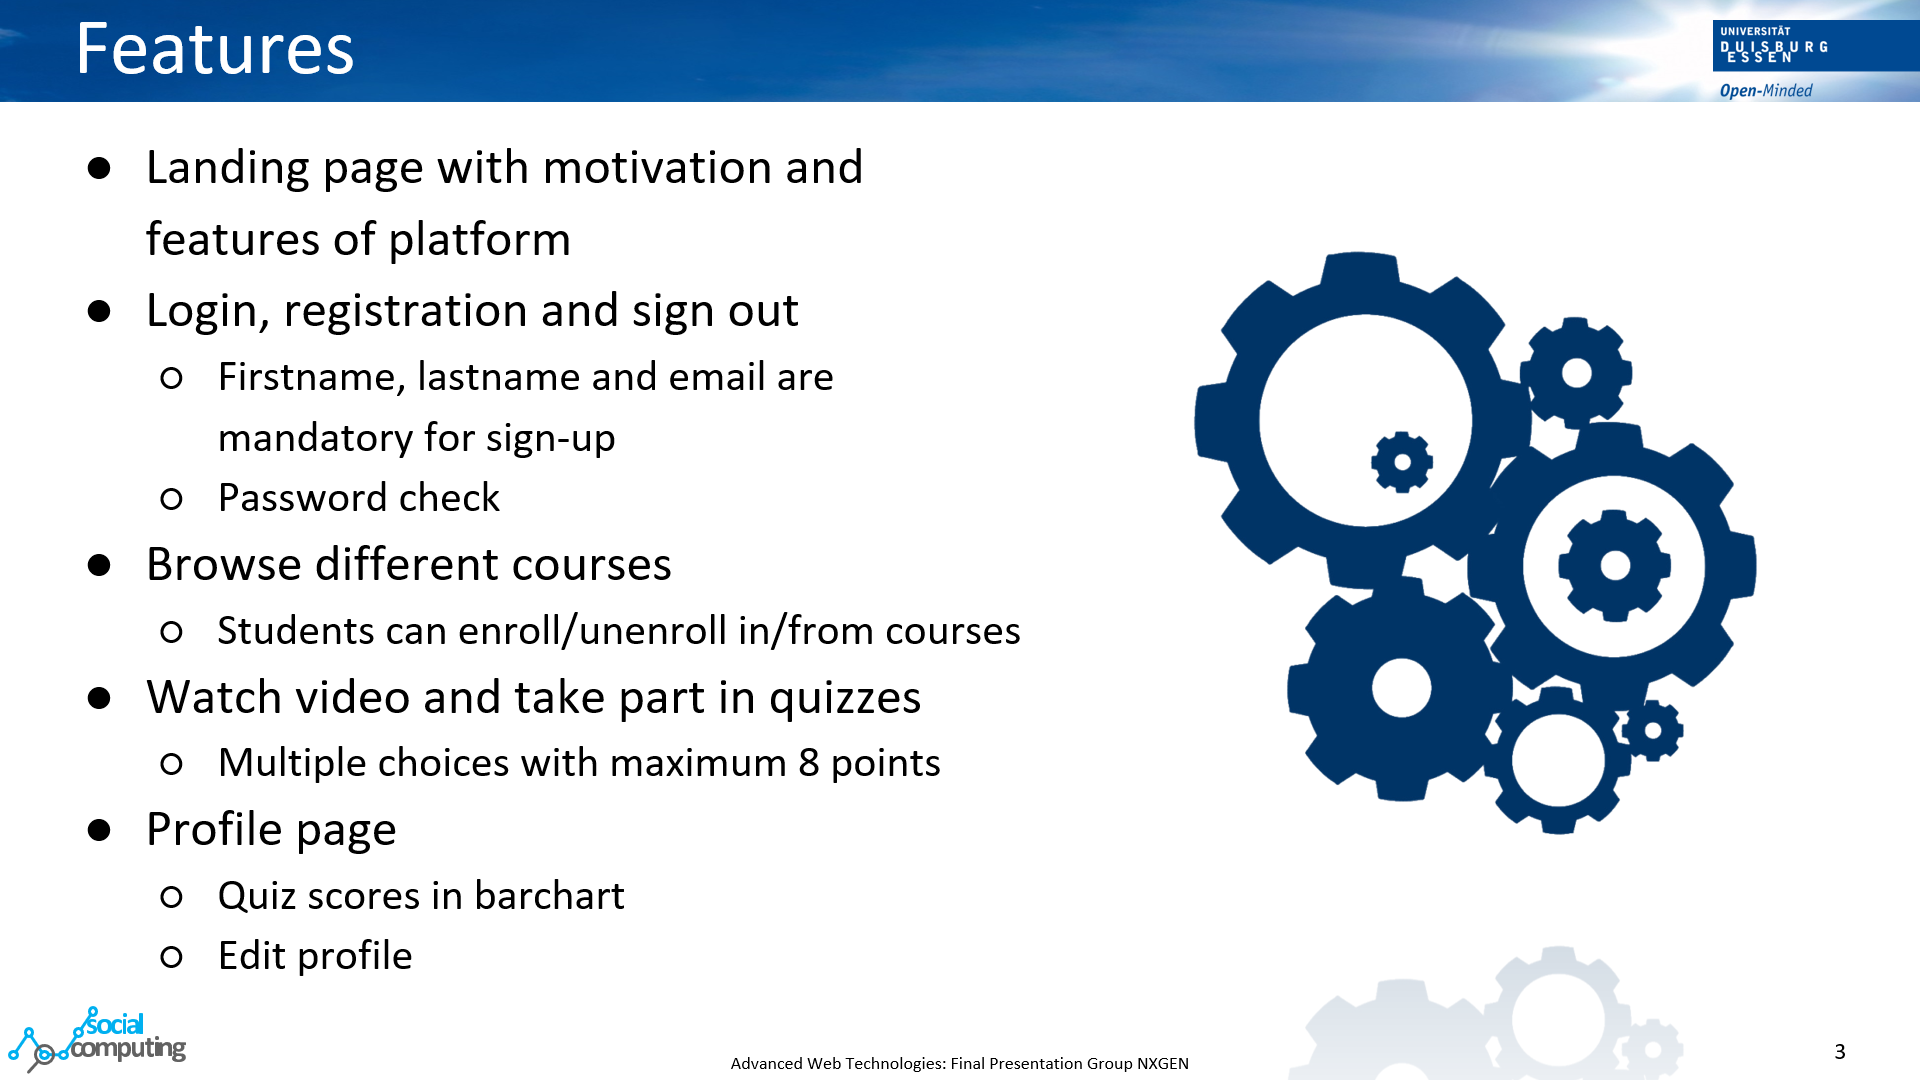 Features
UNIVERSITÄT
DUISBURG
ESSEN
Open-Minded
● Landing page with motivation and
features of platform
● Login, registration and sign out
○ Firstname, lastname and email are
mandatory for sign-up
○ Password check
● Browse different courses
○ Students can enroll/unenroll in/from courses
● Watch video and take part in quizzes
○ Multiple choices with maximum 8 points
● Profile page
○ Quiz scores in barchart
○ Edit profile
social
computing
Advanced Web Technologies: Final Presentation Group NXGEN
3